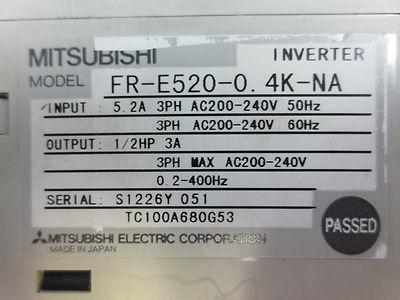 MITSUBISHI INVERTER
MODEL FR-E520-0.4K-NA
INPUT : 5.2A 3PH AC200-240V 50Hz
3PH AC200-240V 60Hz
OUTPUT: 1/2HP 3A
3PH MAX AC200-240V
0.2-400Hz
SERIAL: S1226Y 051
TC100A680G53
PASSED
MITSUBISHI ELECTRIC CORPORATION
MADE IN JAPAN